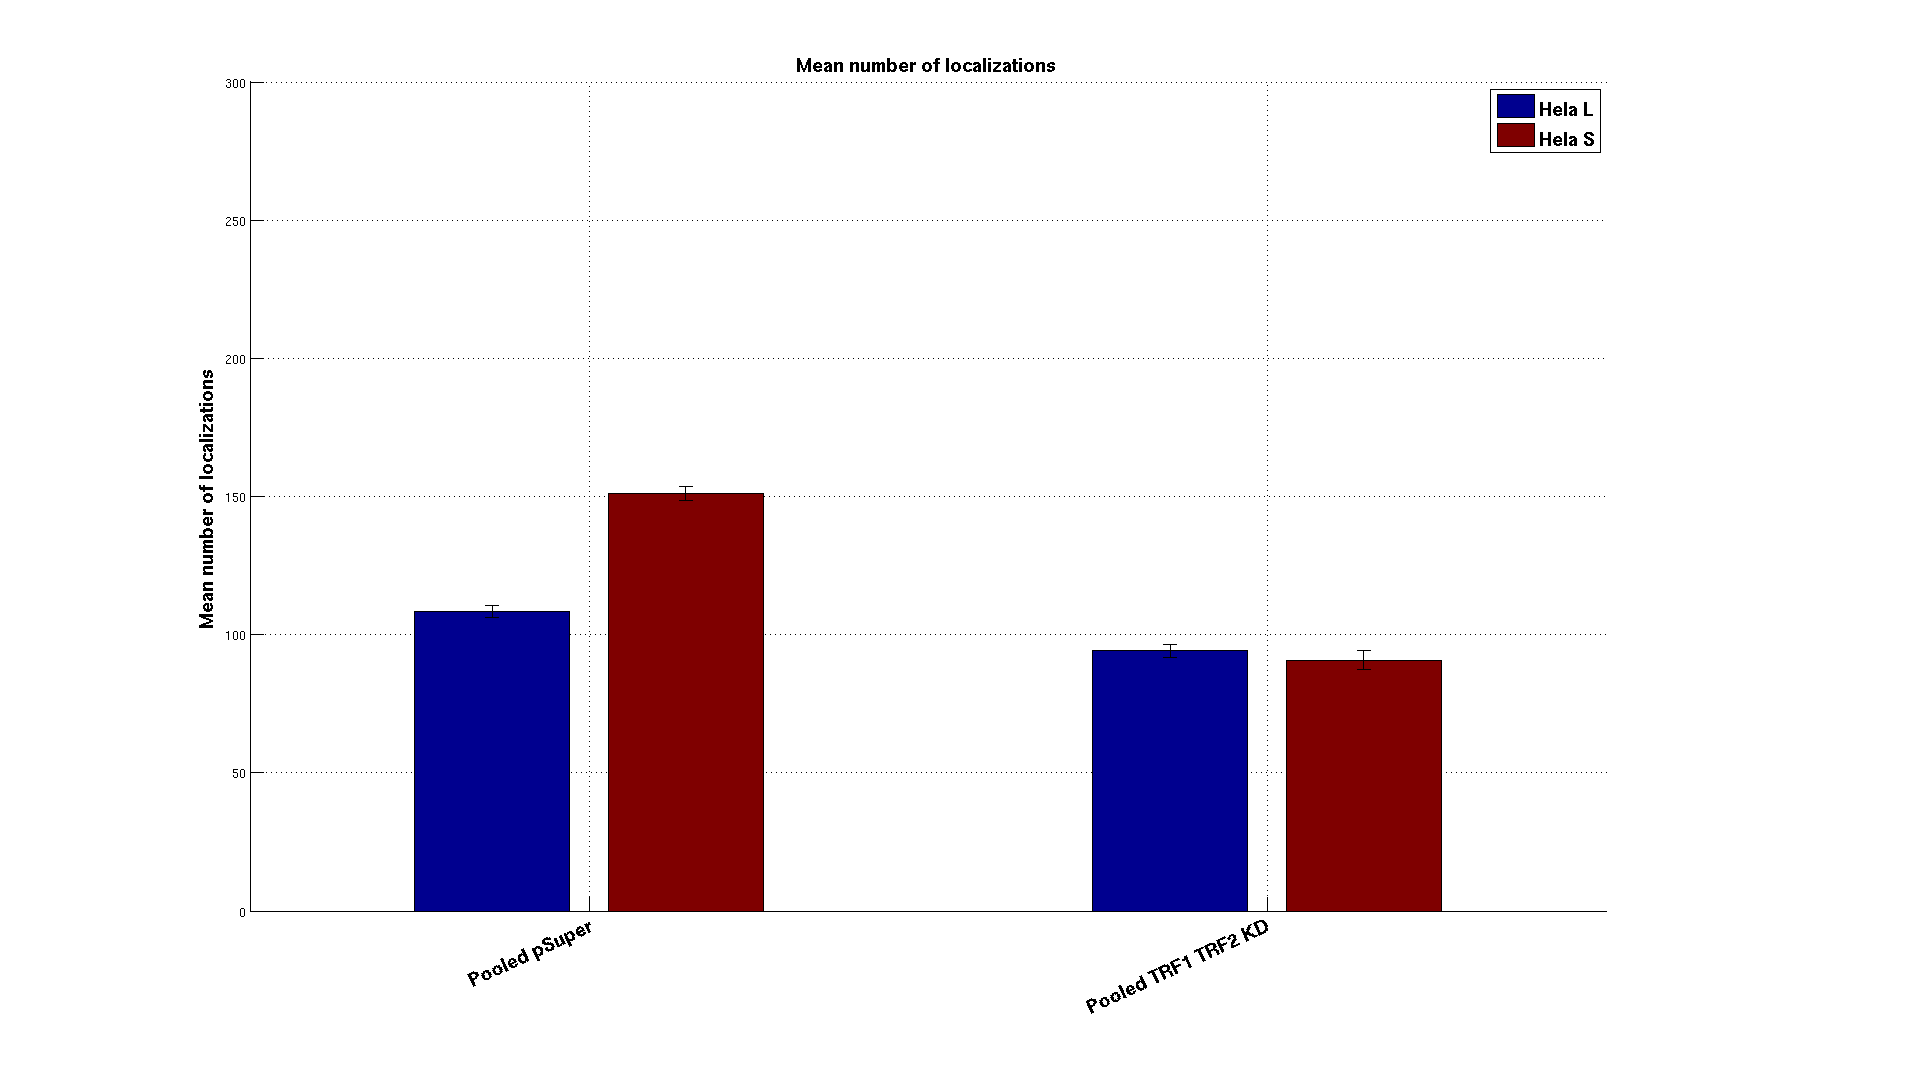 Mean number of localizations
Hela L
Hela S
Mean number of localizations
300
250
200
150
100
50
0
Pooled pSuper
Pooled TRF1 TRF2 KD